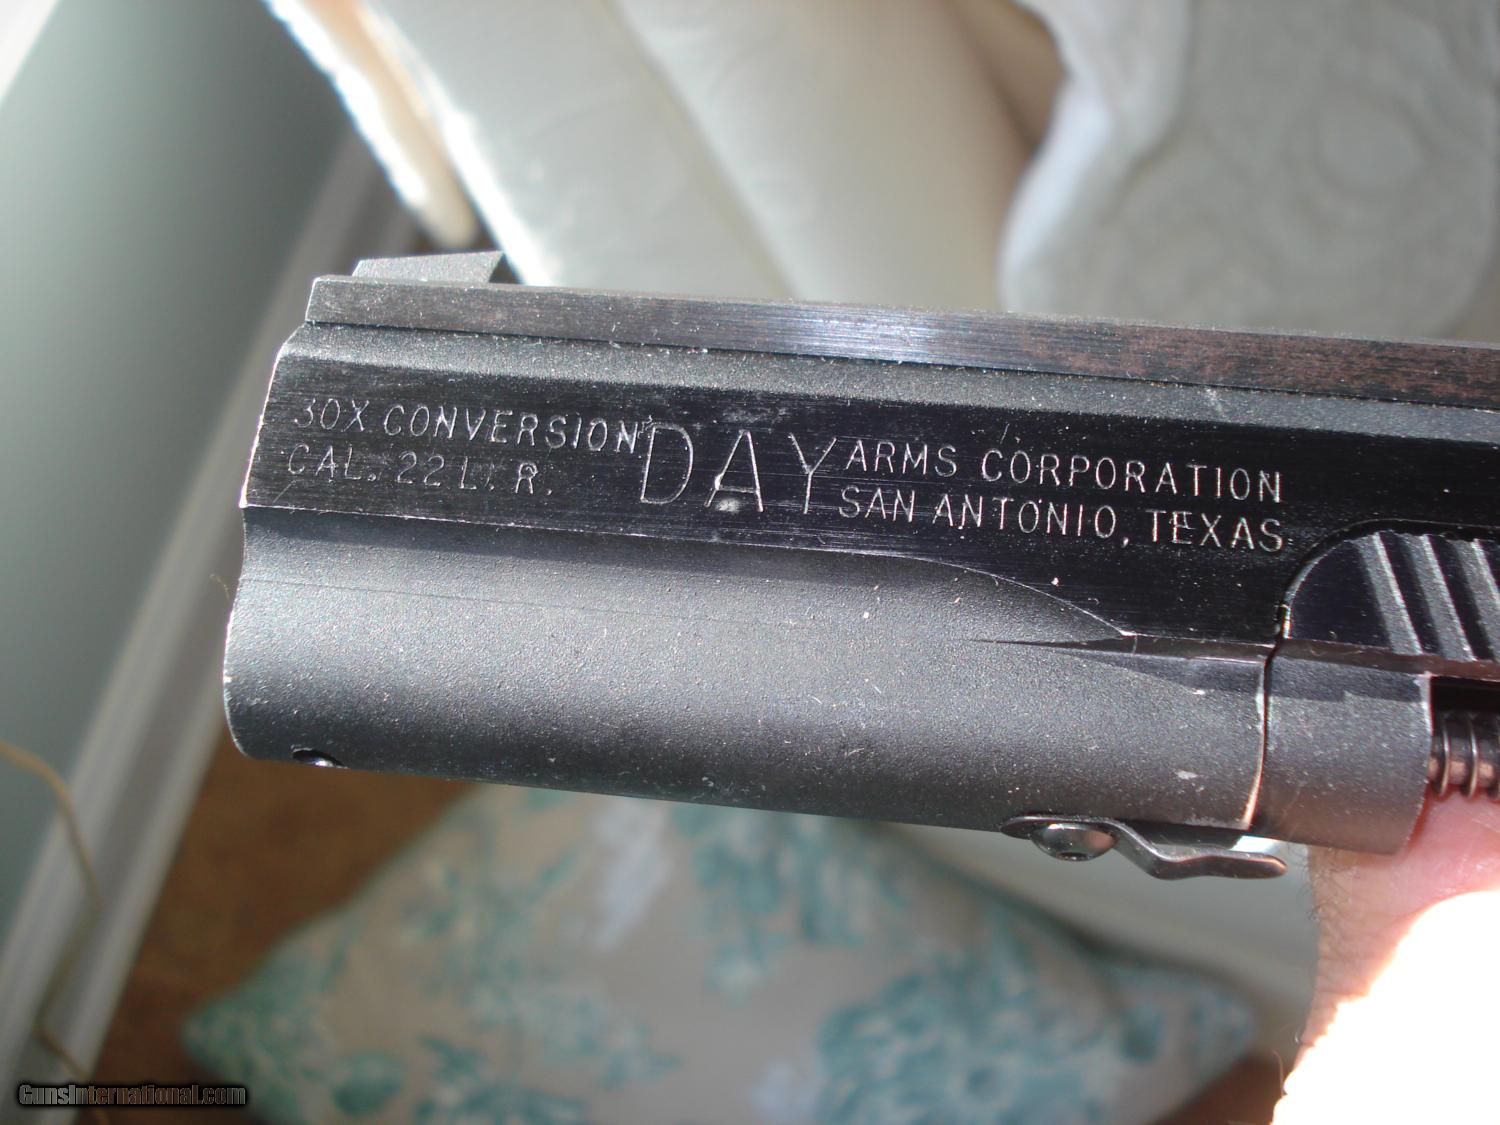 30X CONVERSION
CAL. .22 L. R.
DAY ARMS CORPORATION
SAN ANTONIO, TEXAS
GunsInternational.com